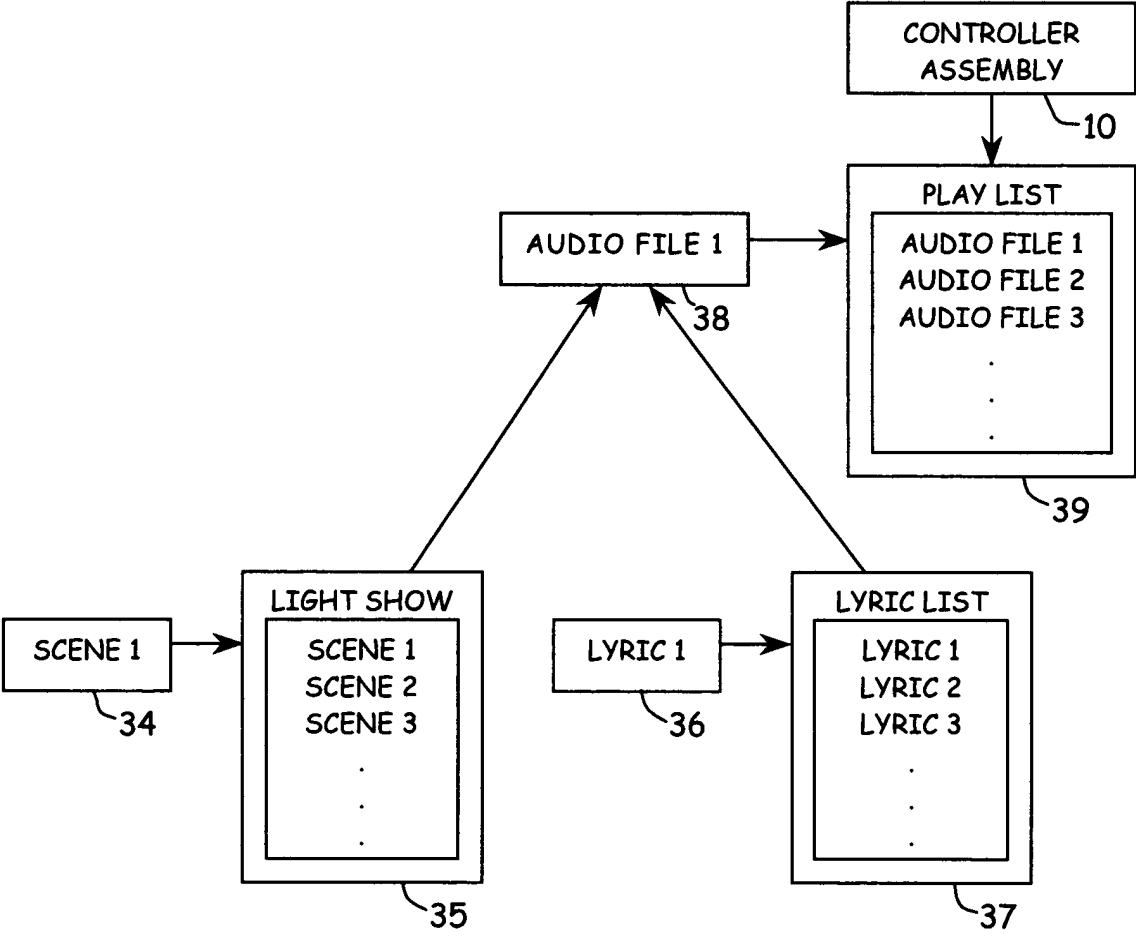 CONTROLLER
ASSEMBLY
10
PLAY LIST
AUDIO FILE 1
AUDIO FILE 2
AUDIO FILE 3
.
.
.
39
AUDIO FILE 1
38
LIGHT SHOW
SCENE 1
SCENE 2
SCENE 3
.
.
.
35
SCENE 1
34
LYRIC 1
36
LYRIC LIST
LYRIC 1
LYRIC 2
LYRIC 3
.
.
.
37